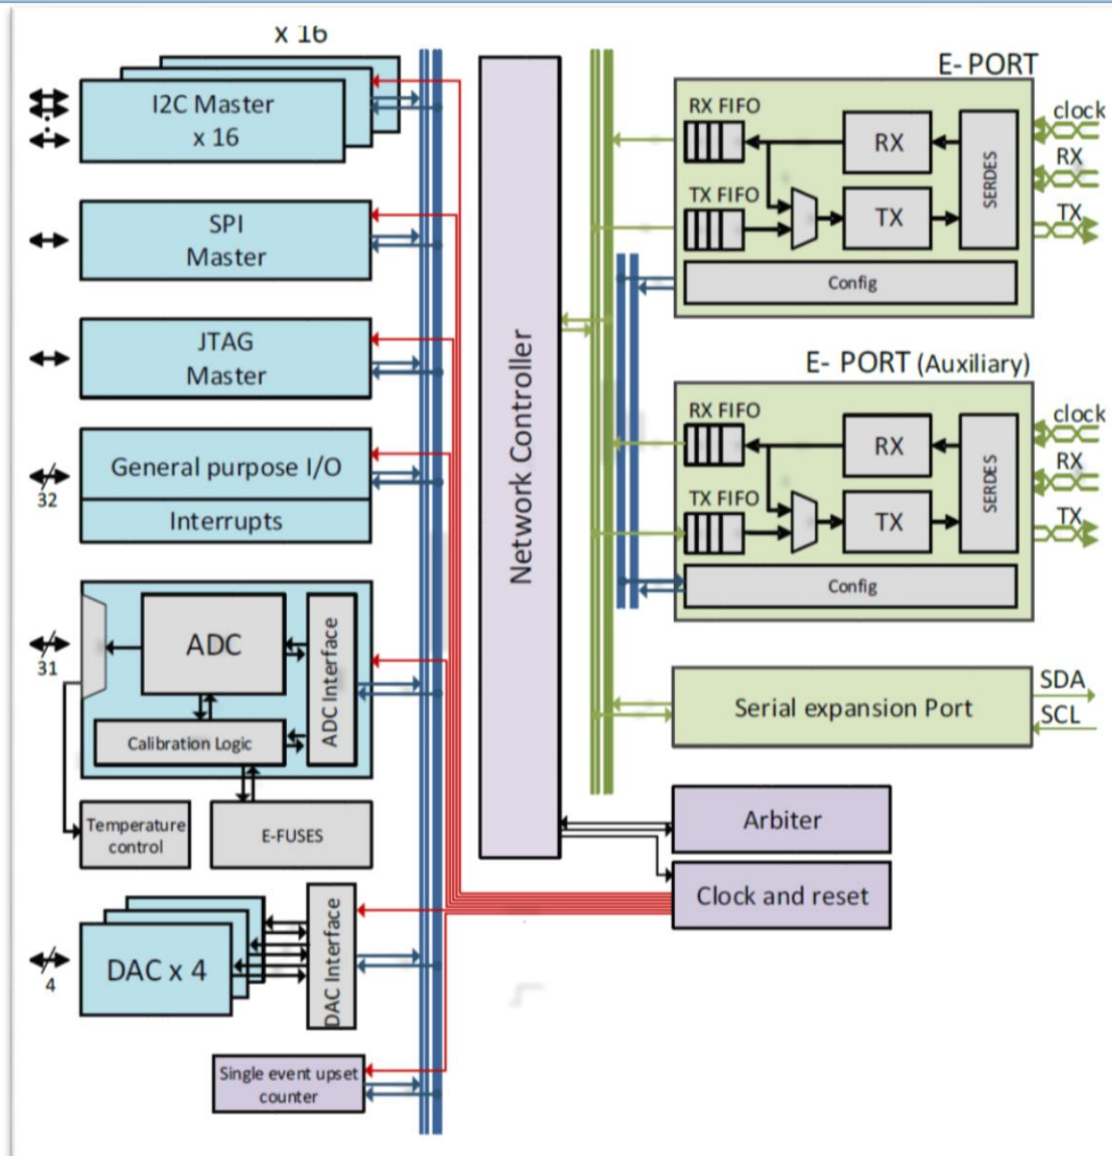 x 16
I2C Master
x 16
SPI
Master
JTAG
Master
General purpose I/O
32
Interrupts
31
ADC
ADC Interface
Calibration Logic
Temperature
control
E-FUSES
DAC x 4
4
DAC Interface
Single event upset
counter
Network Controller
E- PORT
RX FIFO
RX
TX FIFO
TX
SERDES
Config
clock
RX
TX
E- PORT (Auxiliary)
RX FIFO
RX
TX FIFO
TX
SERDES
Config
clock
RX
TX
Serial expansion Port
SDA
SCL
Arbiter
Clock and reset